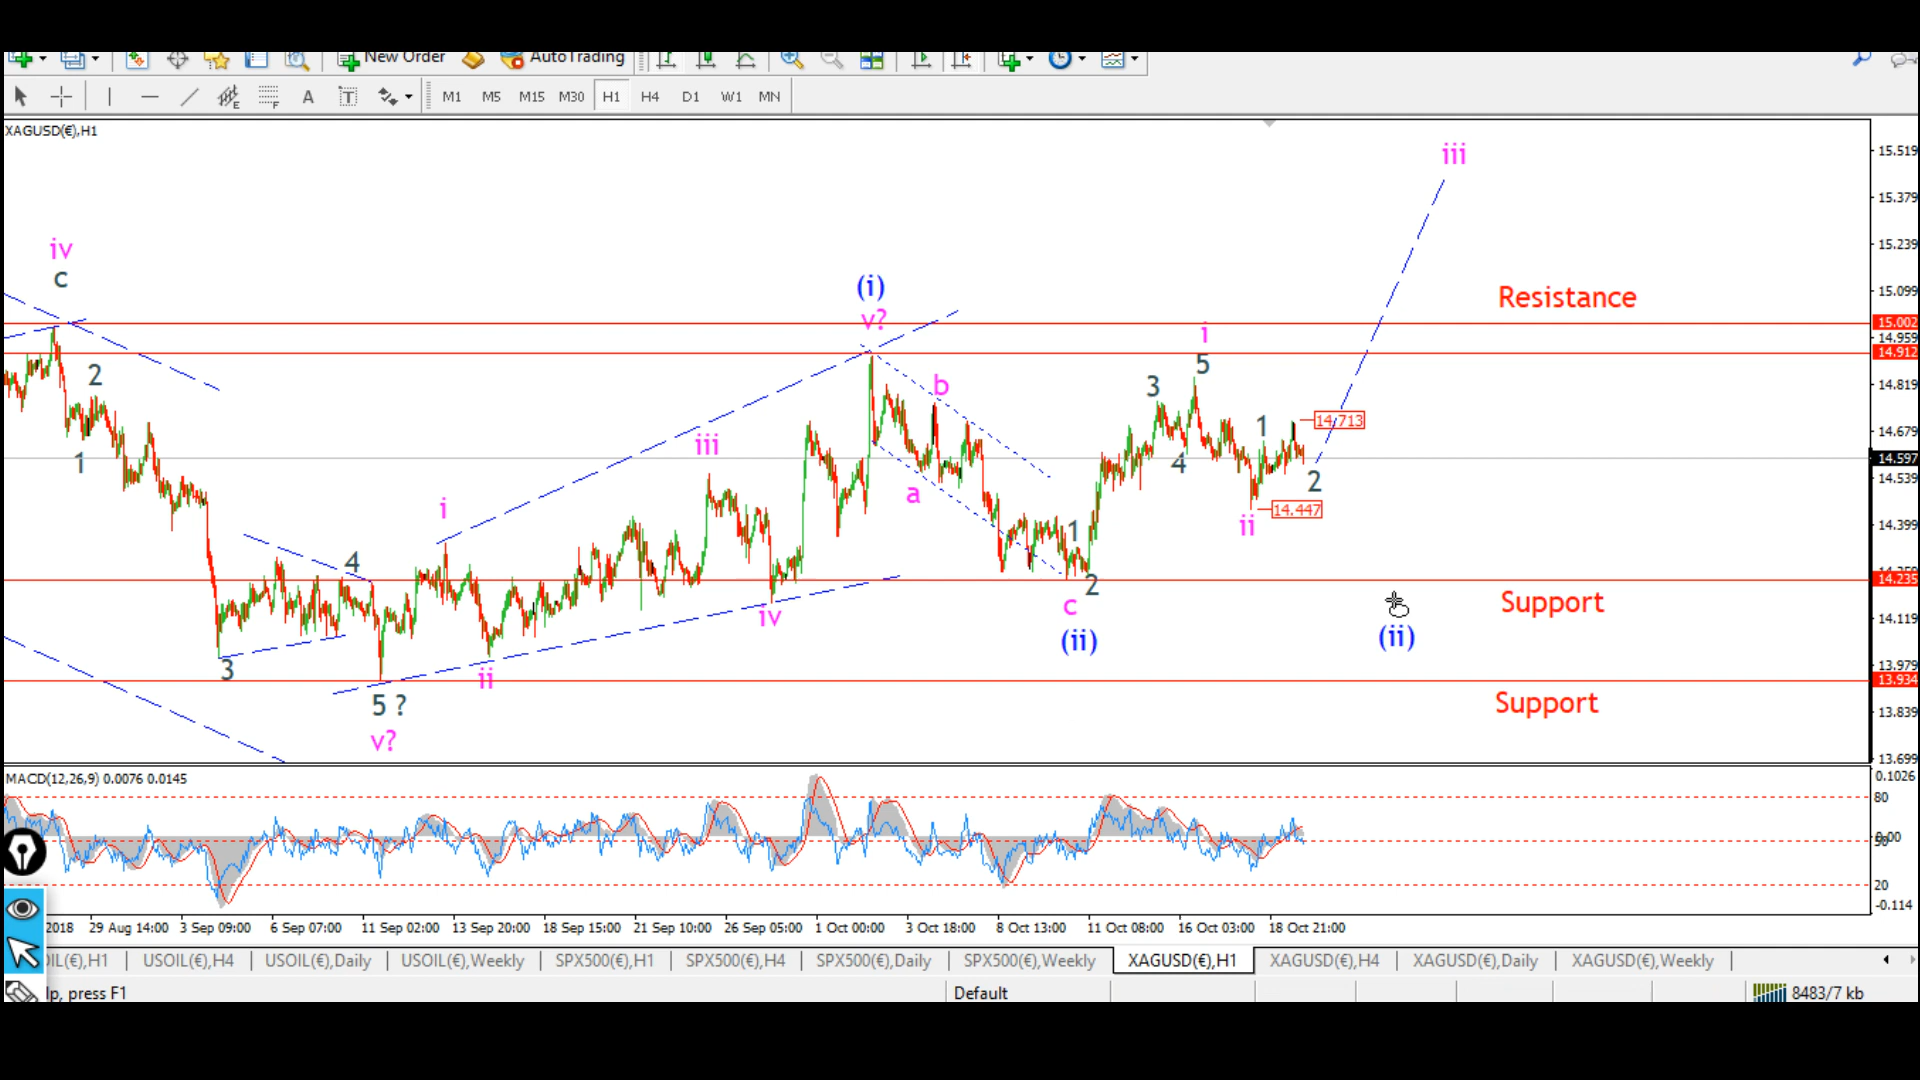 New Order AutoTrading
A T E F M1 M5 M15 M30 H1 H4 D1 W1 MN
XAGUSD(€),H1
iii
15.519
15.379
iv
15.239
c
(i)
Resistance
15.099
v?
i
15.002
14.959
14.912
5
2
b
3
14.819
14.713
1
iii
14.679
1
4
14.597
2
14.539
a
i
14.447
ii
14.399
1
4
2
14.235
c
Support
iv
14.119
(ii)
(ii)
3
13.979
ii
13.934
5 ?
Support
13.839
v?
13.699
MACD(12,26,9) 0.0076 0.0145
0.1026
80
20
-0.114
2018 29 Aug 14:00 3 Sep 09:00 6 Sep 07:00 11 Sep 02:00 13 Sep 20:00 18 Sep 15:00 21 Sep 10:00 26 Sep 05:00 1 Oct 00:00 3 Oct 18:00 8 Oct 13:00 11 Oct 08:00 16 Oct 03:00 18 Oct 21:00
OIL(€),H1 USOIL(€),H4 USOIL(€),Daily USOIL(€),Weekly SPX500(€),H1 SPX500(€),H4 SPX500(€),Daily SPX500(€),Weekly XAGUSD(€),H1 XAGUSD(€),H4 XAGUSD(€),Daily XAGUSD(€),Weekly
lp, press F1 Default 8483/7 kb